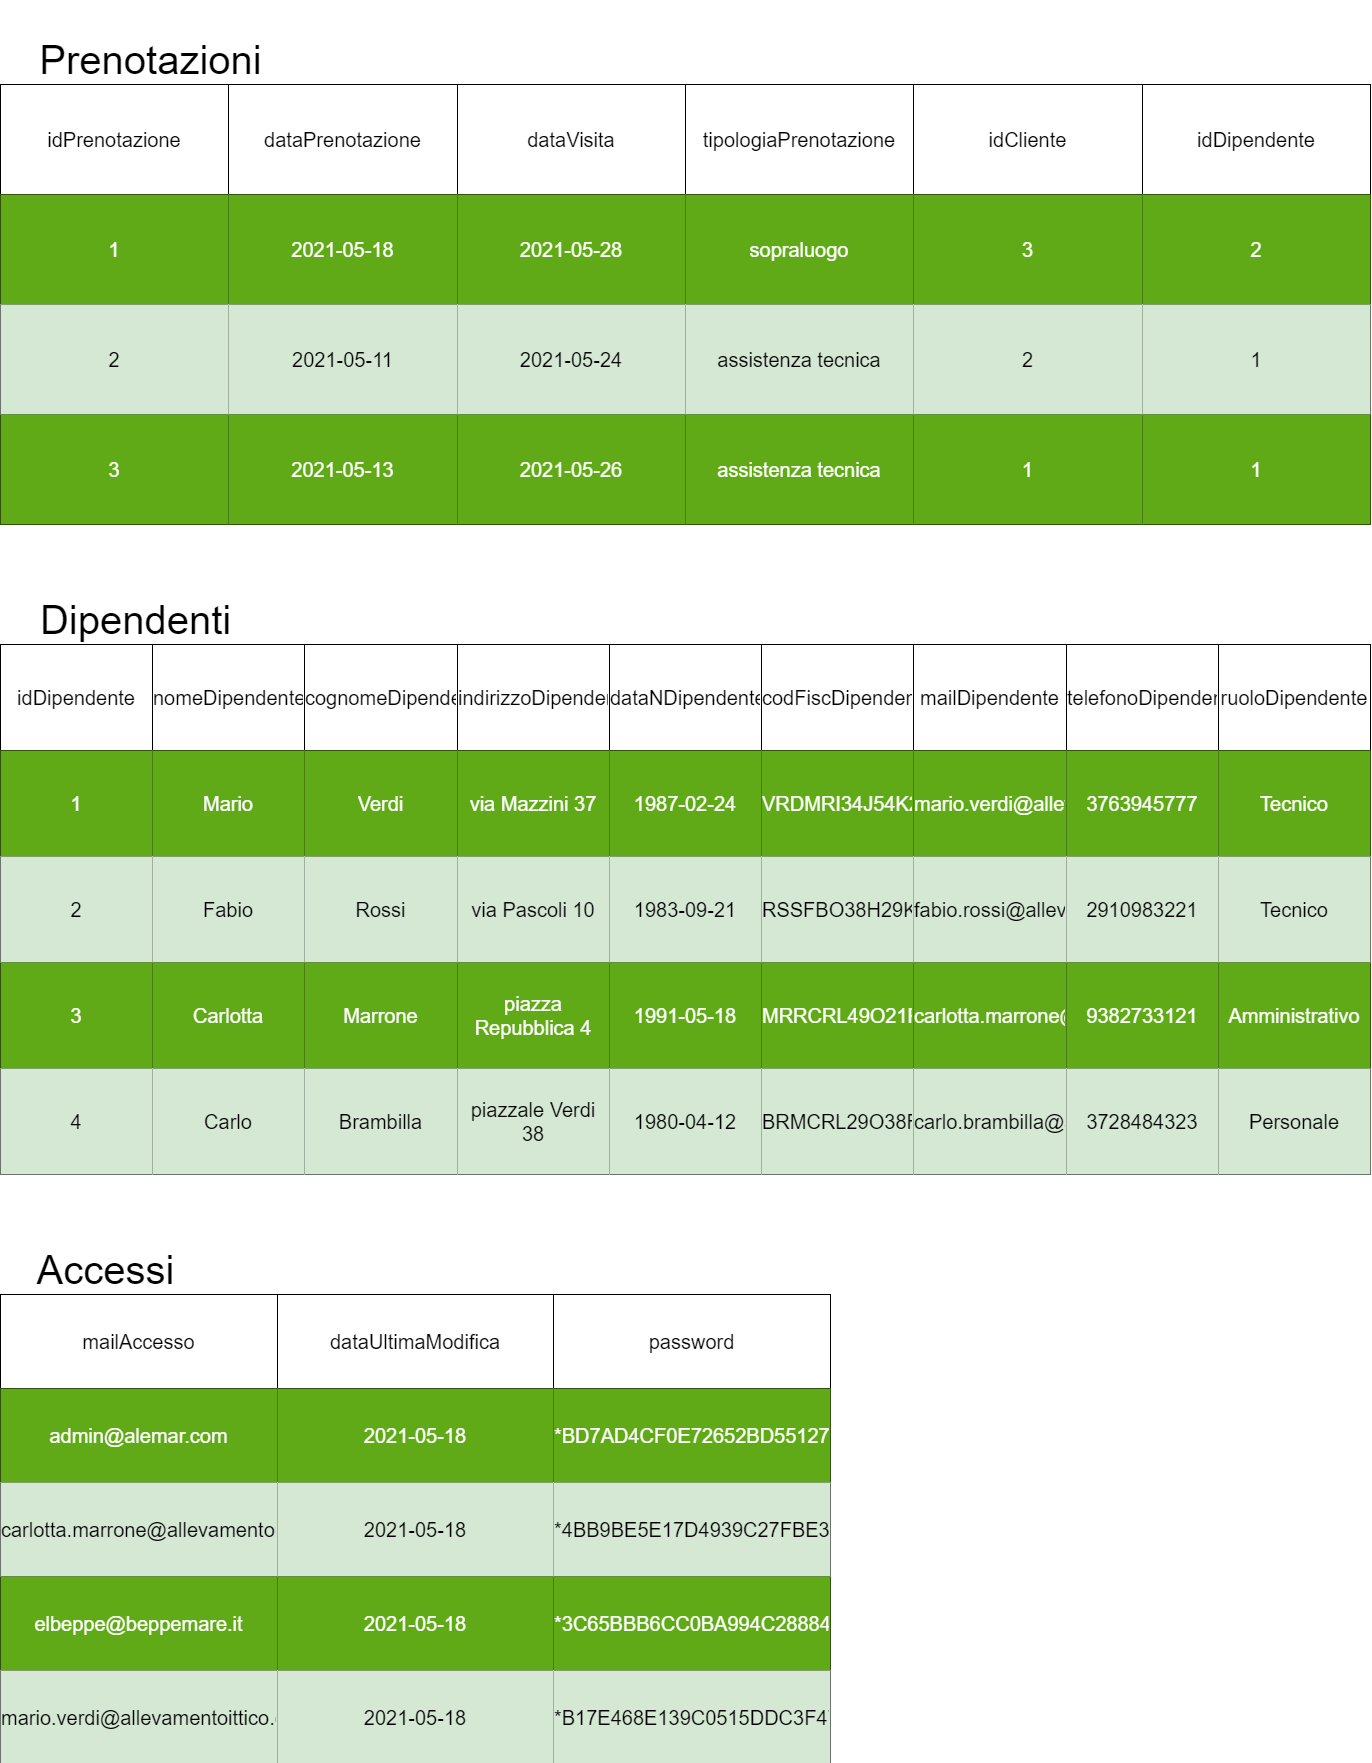 Prenotazioni
idPrenotazione dataPrenotazione dataVisita tipologiaPrenotazione idCliente idDipendente
1 2021-05-18 2021-05-28 sopraluogo 3 2
2 2021-05-11 2021-05-24 assistenza tecnica 2 1
3 2021-05-13 2021-05-26 assistenza tecnica 1 1
Dipendenti
idDipendente nomeDipendente cognomeDipende indirizzoDipender dataNDipendente codFiscDipender mailDipendente telefonoDipender ruoloDipendente
1 Mario Verdi via Mazzini 37 1987-02-24 VRDMRI34J54K2 mario.verdi@alle 3763945777 Tecnico
2 Fabio Rossi via Pascoli 10 1983-09-21 RSSFBO38H29K fabio.rossi@allev 2910983221 Tecnico
3 Carlotta Marrone piazza Repubblica 4 1991-05-18 MRRCRL49O21 carlotta.marrone@ 9382733121 Amministrativo
4 Carlo Brambilla piazzale Verdi 38 1980-04-12 BRMCRL29O38 carlo.brambilla@ 3728484323 Personale
Accessi
mailAccesso dataUltimaModifica password
admin@alemar.com 2021-05-18 *BD7AD4CF0E72652BD55127
carlotta.marrone@allevamento 2021-05-18 *4BB9BE5E17D4939C27FBE3
elbeppe@beppemare.it 2021-05-18 *3C65BBB6CC0BA994C28884
mario.verdi@allevamentoittico. 2021-05-18 *B17E468E139C0515DDC3F4